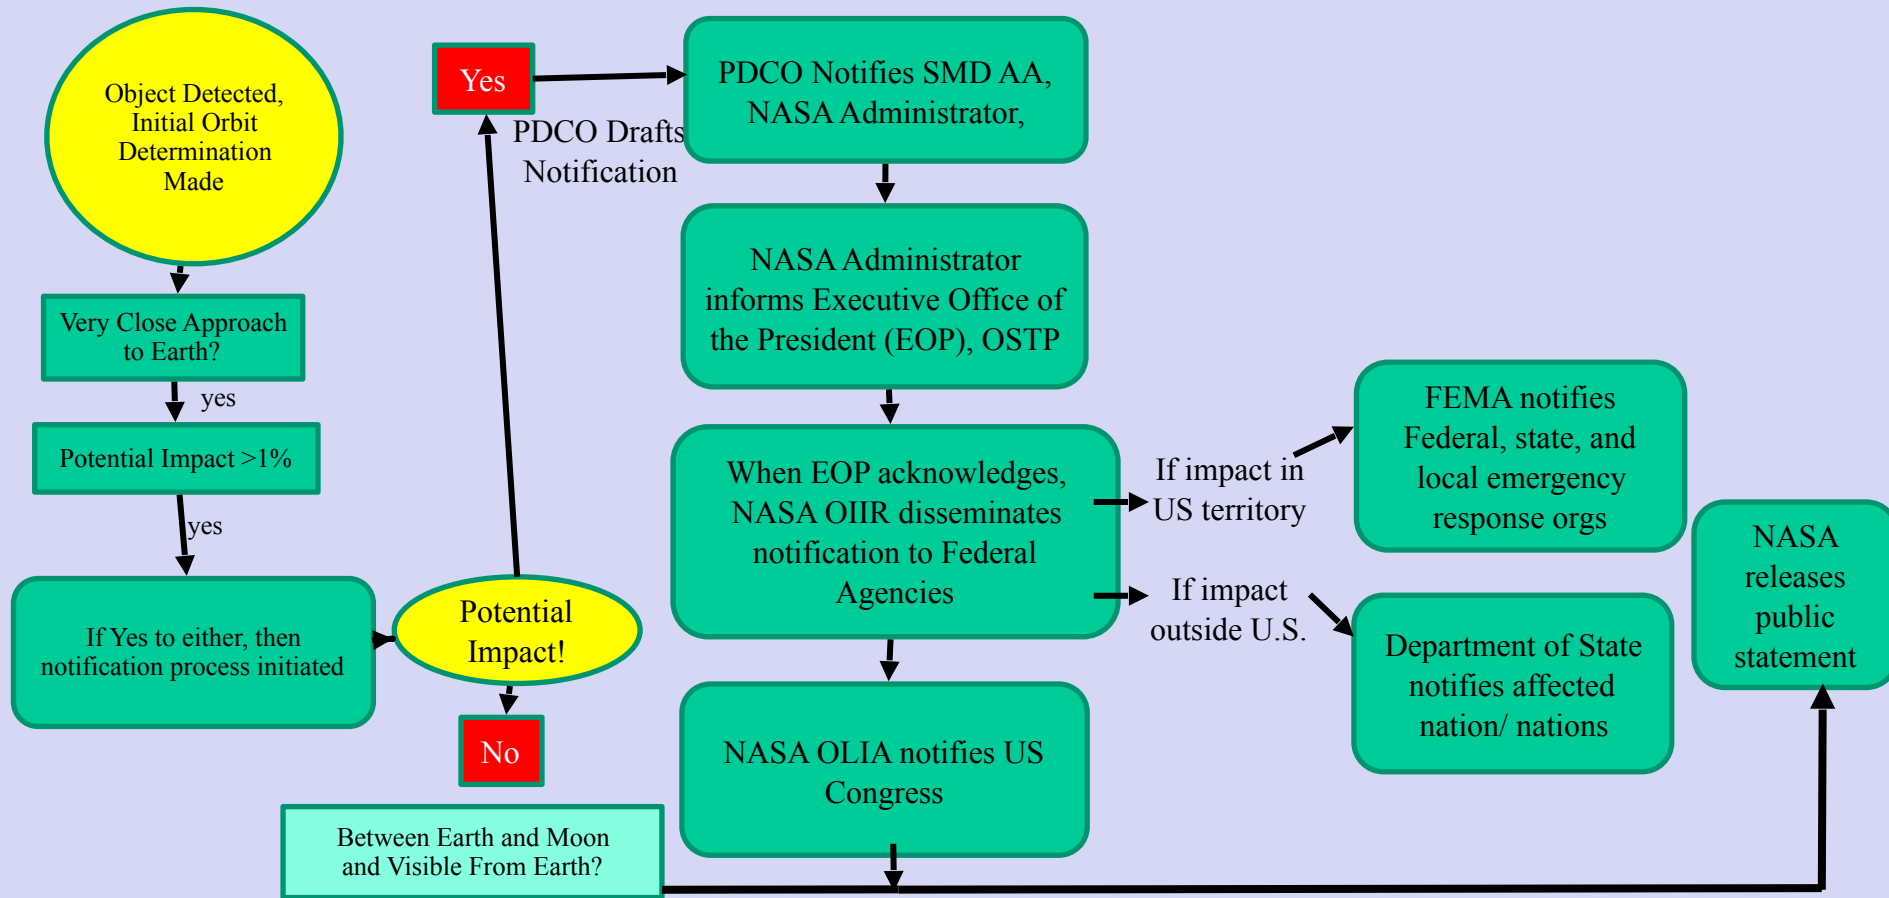 Object Detected,
Initial Orbit
Determination
Made
Very Close Approach
to Earth?
yes
Potential Impact >1%
yes
If Yes to either, then
notification process initiated
Potential
Impact!
Yes
No
PDCO Drafts
Notification
Between Earth and Moon
and Visible From Earth?
PDCO Notifies SMD AA,
NASA Administrator,
NASA Administrator
informs Executive Office of
the President (EOP), OSTP
When EOP acknowledges,
NASA OIIR disseminates
notification to Federal
Agencies
If impact in
US territory
FEMA notifies
Federal, state, and
local emergency
response orgs
If impact
outside U.S.
Department of State
notifies affected
nation/ nations
NASA OLIA notifies US
Congress
NASA
releases
public
statement